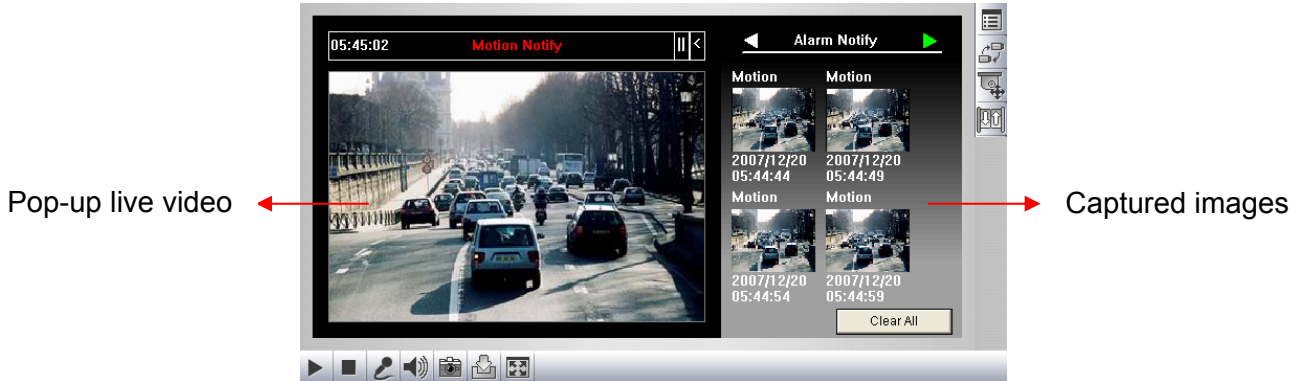 05:45:02 Motion Notify || <
Alarm Notify
Motion Motion
2007/12/20 2007/12/20
05:44:44 05:44:49
Motion Motion
2007/12/20 2007/12/20
05:44:54 05:44:59
Clear All
Pop-up live video
Captured images